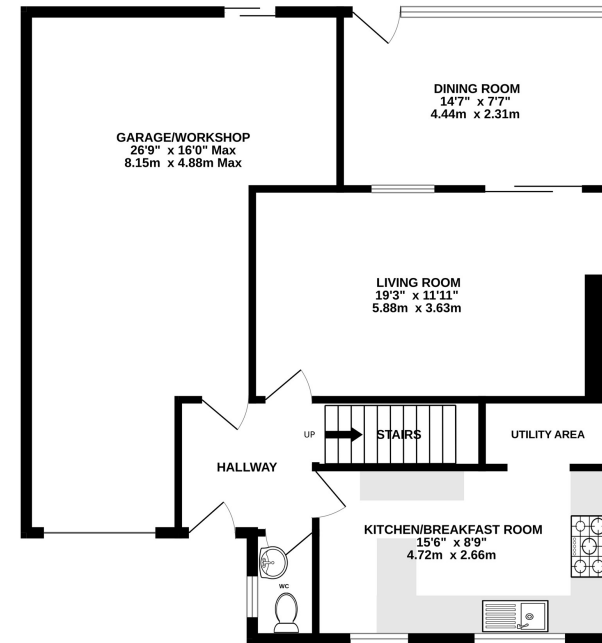 DINING ROOM
14'7" x 7'7"
4.44m x 2.31m
GARAGE/WORKSHOP
26'9" x 16'0" Max
8.15m x 4.88m Max
LIVING ROOM
19'3" x 11'11"
5.88m x 3.63m
UP
STAIRS
UTILITY AREA
HALLWAY
KITCHEN/BREAKFAST ROOM
15'6" x 8'9"
4.72m x 2.66m
WC